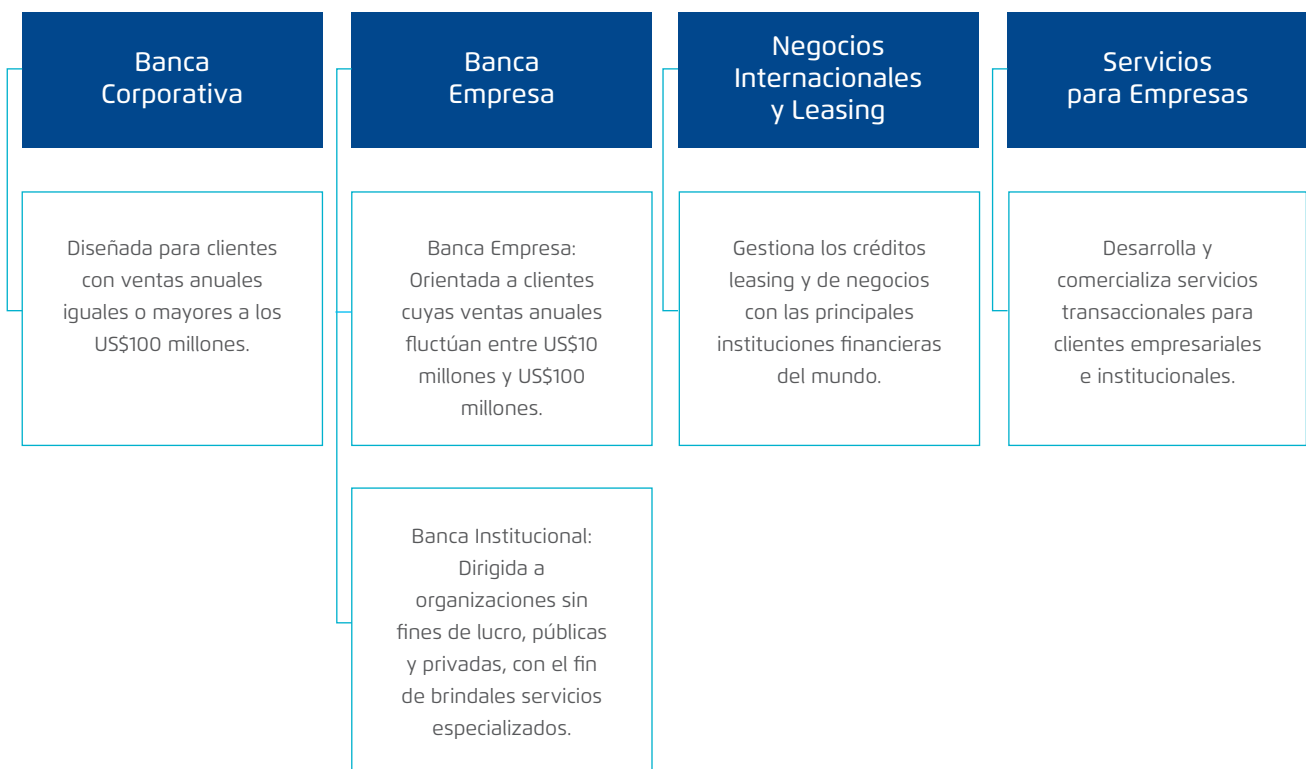 Banca
Corporativa
Diseñada para clientes
con ventas anuales
iguales o mayores a los
US$100 millones.
Banca
Empresa
Banca Empresa:
Orientada a clientes
cuyas ventas anuales
fluctúan entre US$10
millones y US$100
millones.
Banca Institucional:
Dirigida a
organizaciones sin
fines de lucro, públicas
y privadas, con el fin
de brindales servicios
especializados.
Negocios
Internacionales
y Leasing
Gestiona los créditos
leasing y de negocios
con las principales
instituciones financieras
del mundo.
Servicios
para Empresas
Desarrolla y
comercializa servicios
transaccionales para
clientes empresariales
e institucionales.